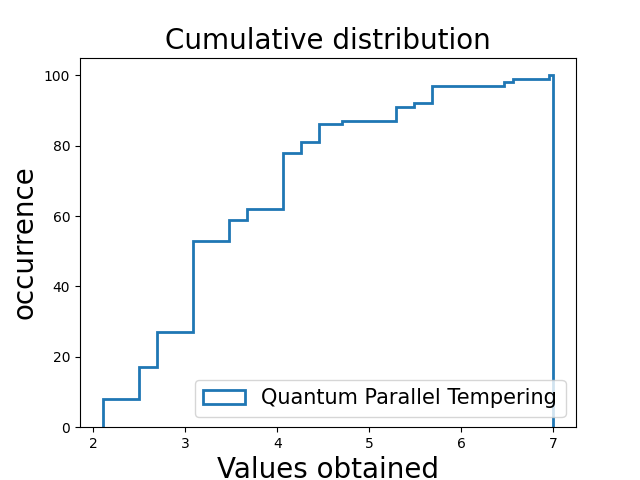 Cumulative distribution
100
80
60
40
20
0
occurrence
Quantum Parallel Tempering
2 3 4 5 6 7
Values obtained